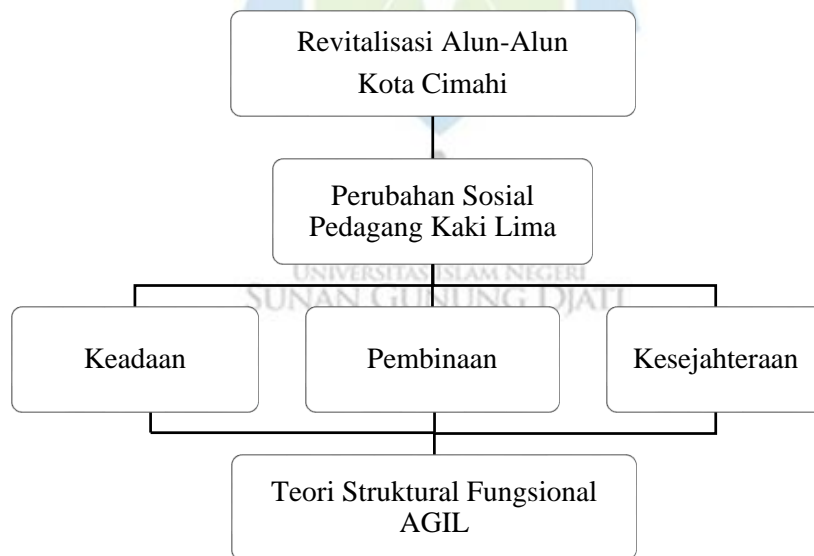 Revitalisasi Alun-Alun
Kota Cimahi
Perubahan Sosial
Pedagang Kaki Lima
UNIVERSITAS ISLAM NEGERI
SUNAN GUNUNG DJATI
Keadaan
Pembinaan
Kesejahteraan
Teori Struktural Fungsional
AGIL